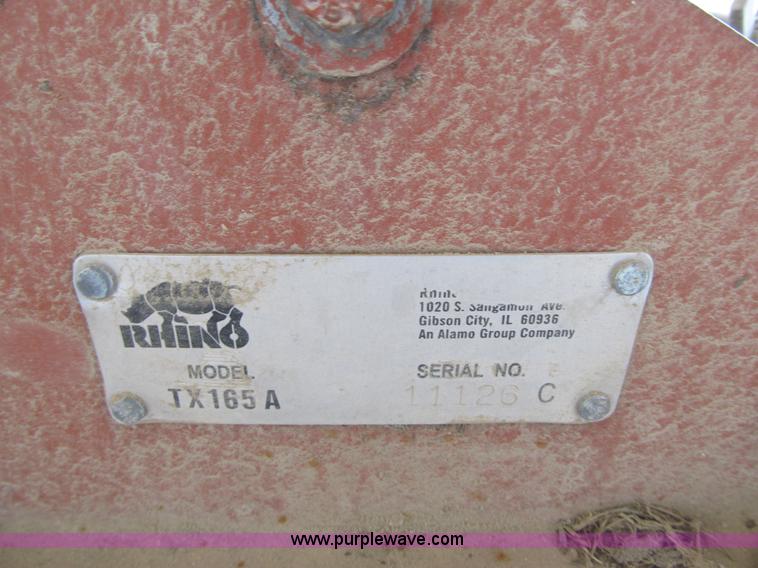 RHINO
MODEL
TX165 A
1020 S. Sangamon Ave.
Gibson City, IL 60936
An Alamo Group Company
SERIAL NO.
11126 C
www.purplewave.com